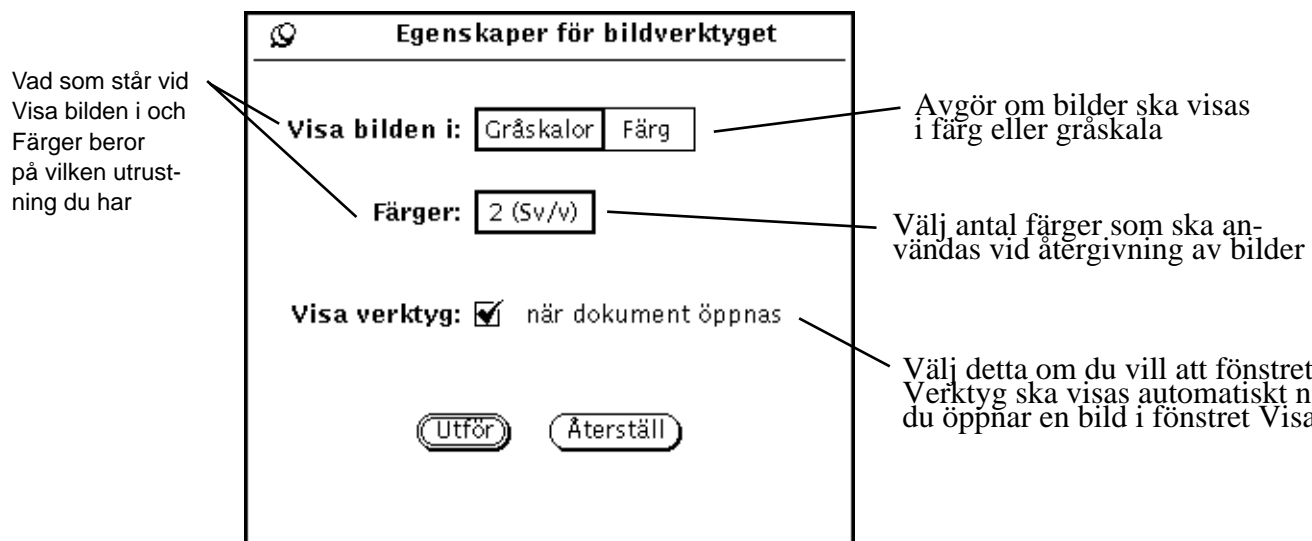 Egenskaper för bildverktyget
Vad som står vid
Visa bilden i och
Färger beror
på vilken utrust-
ning du har
Visa bilden i: Gråskalor Färg
Avgör om bilder ska visas
i färg eller gråskala
Färger: 2 (Sv/v)
Välj antal färger som ska an-
vändas vid återgivning av bilder
Visa verktyg: när dokument öppnas
Välj detta om du vill att fönstret
Verktyg ska visas automatiskt n
du öppnar en bild i fönstret Visa
Utför Återställ